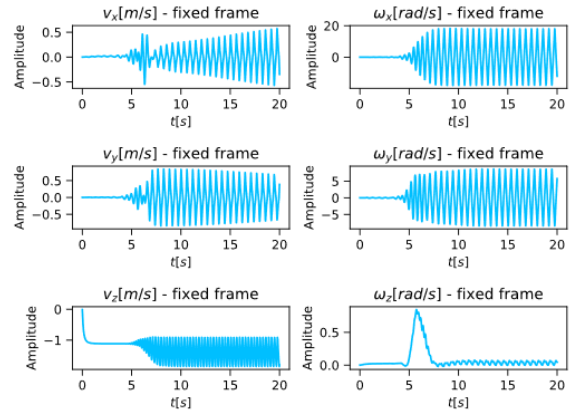 v_x[m/s] - fixed frame
Amplitude
0.5
0.0
−0.5
0 5 10 15 20
t[s]
ω_x[rad/s] - fixed frame
Amplitude
20
0
0 5 10 15 20
t[s]
v_y[m/s] - fixed frame
Amplitude
0.5
0.0
−0.5
0 5 10 15 20
t[s]
ω_y[rad/s] - fixed frame
Amplitude
5
0
−5
0 5 10 15 20
t[s]
v_z[m/s] - fixed frame
Amplitude
0
−1
0 5 10 15 20
t[s]
ω_z[rad/s] - fixed frame
Amplitude
0.5
0.0
0 5 10 15 20
t[s]